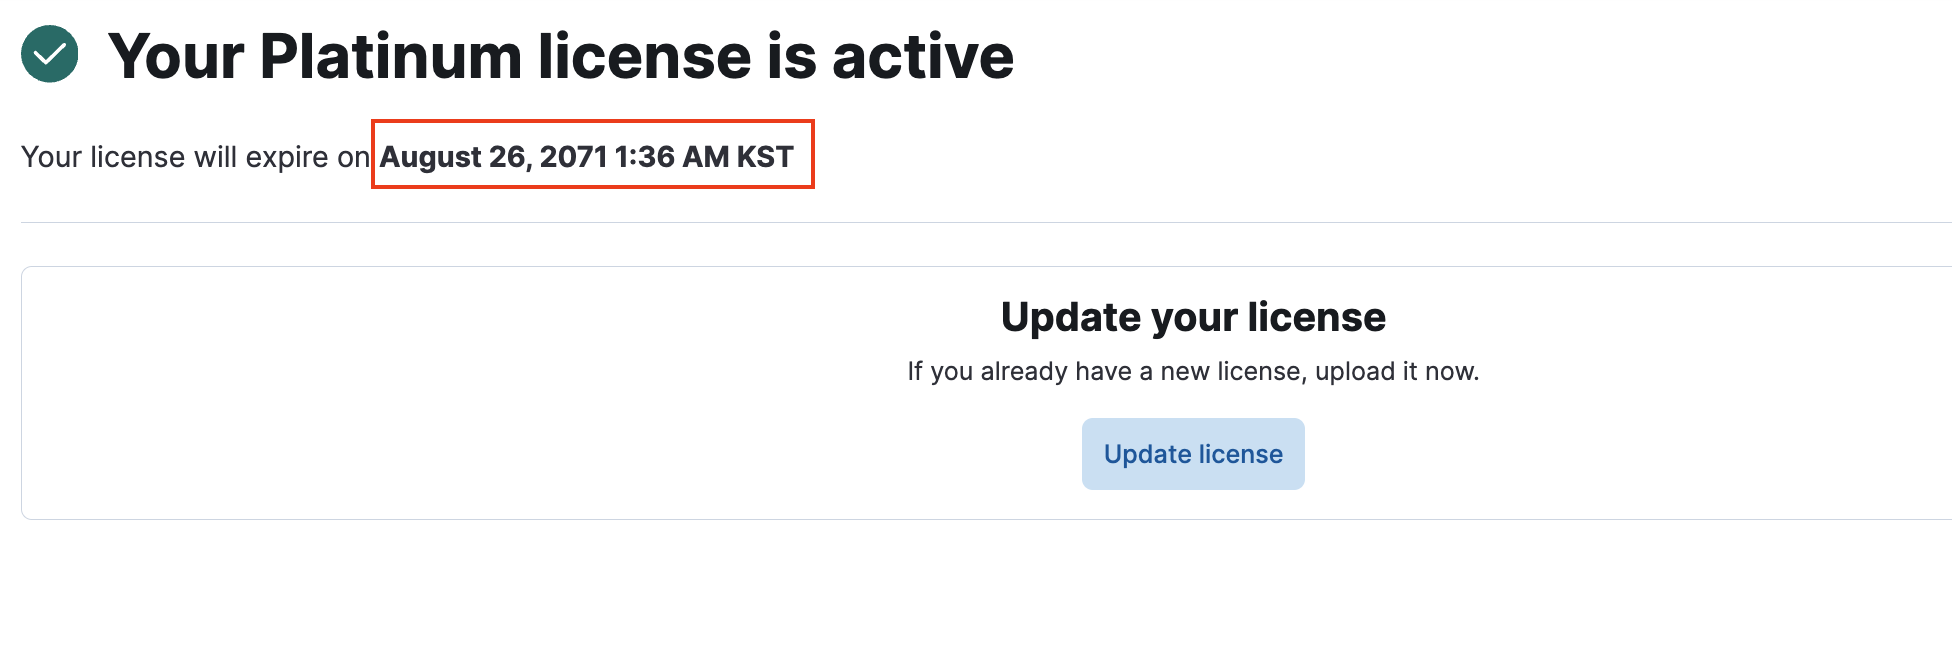 Your Platinum license is active
Your license will expire on August 26, 2071 1:36 AM KST
Update your license
If you already have a new license, upload it now.
Update license